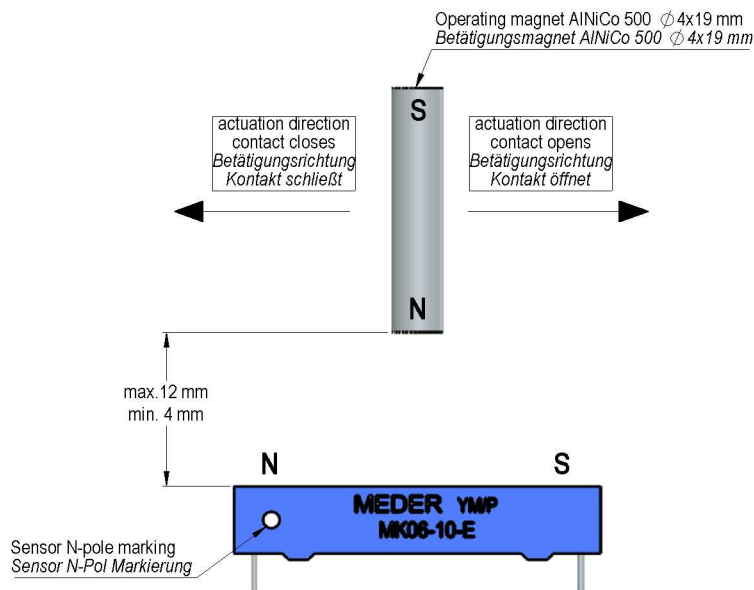 Operating magnet AlNiCo 500 ∅ 4x19 mm
Betätigungsmagnet AlNiCo 500 ∅ 4x19 mm
S
actuation direction
contact closes
Betätigungsrichtung
Kontakt schließt
actuation direction
contact opens
Betätigungsrichtung
Kontakt öffnet
N
max.12 mm
min. 4 mm
N
S
MEDER YMP
MK06-10-E
Sensor N-pole marking
Sensor N-Pol Markierung